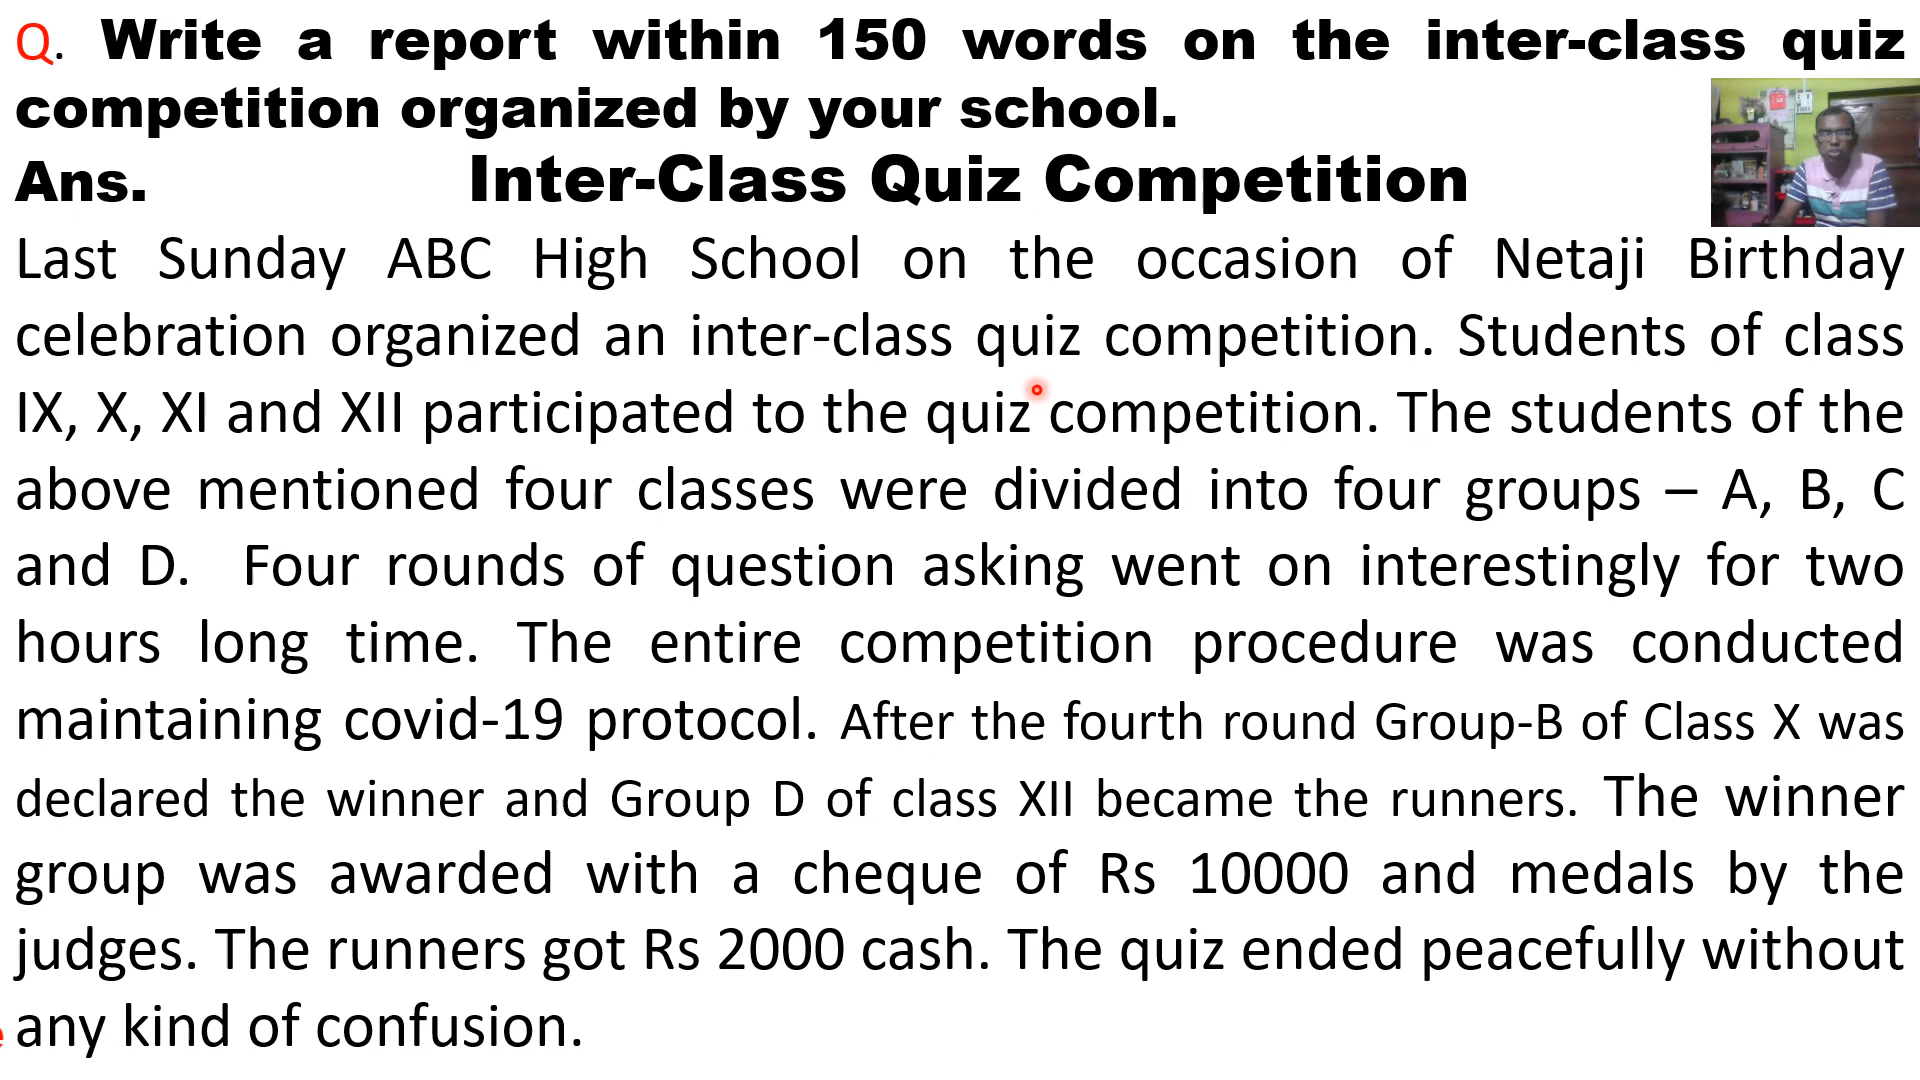 Q. Write a report within 150 words on the inter-class quiz
competition organized by your school.
Ans. Inter-Class Quiz Competition
Last Sunday ABC High School on the occasion of Netaji Birthday
celebration organized an inter-class quiz competition. Students of class
IX, X, XI and XII participated to the quiz competition. The students of the
above mentioned four classes were divided into four groups – A, B, C
and D. Four rounds of question asking went on interestingly for two
hours long time. The entire competition procedure was conducted
maintaining covid-19 protocol. After the fourth round Group-B of Class X was
declared the winner and Group D of class XII became the runners. The winner
group was awarded with a cheque of Rs 10000 and medals by the
judges. The runners got Rs 2000 cash. The quiz ended peacefully without
any kind of confusion.